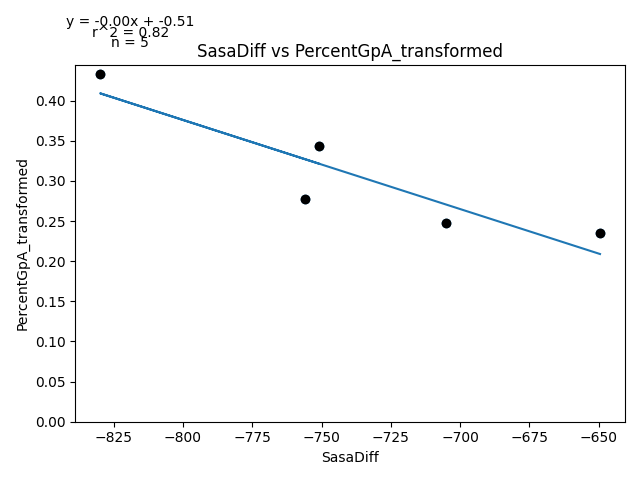 y = -0.00x + -0.51
r^2 = 0.82
n = 5
SasaDiff vs PercentGpA_transformed
PercentGpA_transformed
0.40
0.35
0.30
0.25
0.20
0.15
0.10
0.05
0.00
−825 −800 −775 −750 −725 −700 −675 −650
SasaDiff